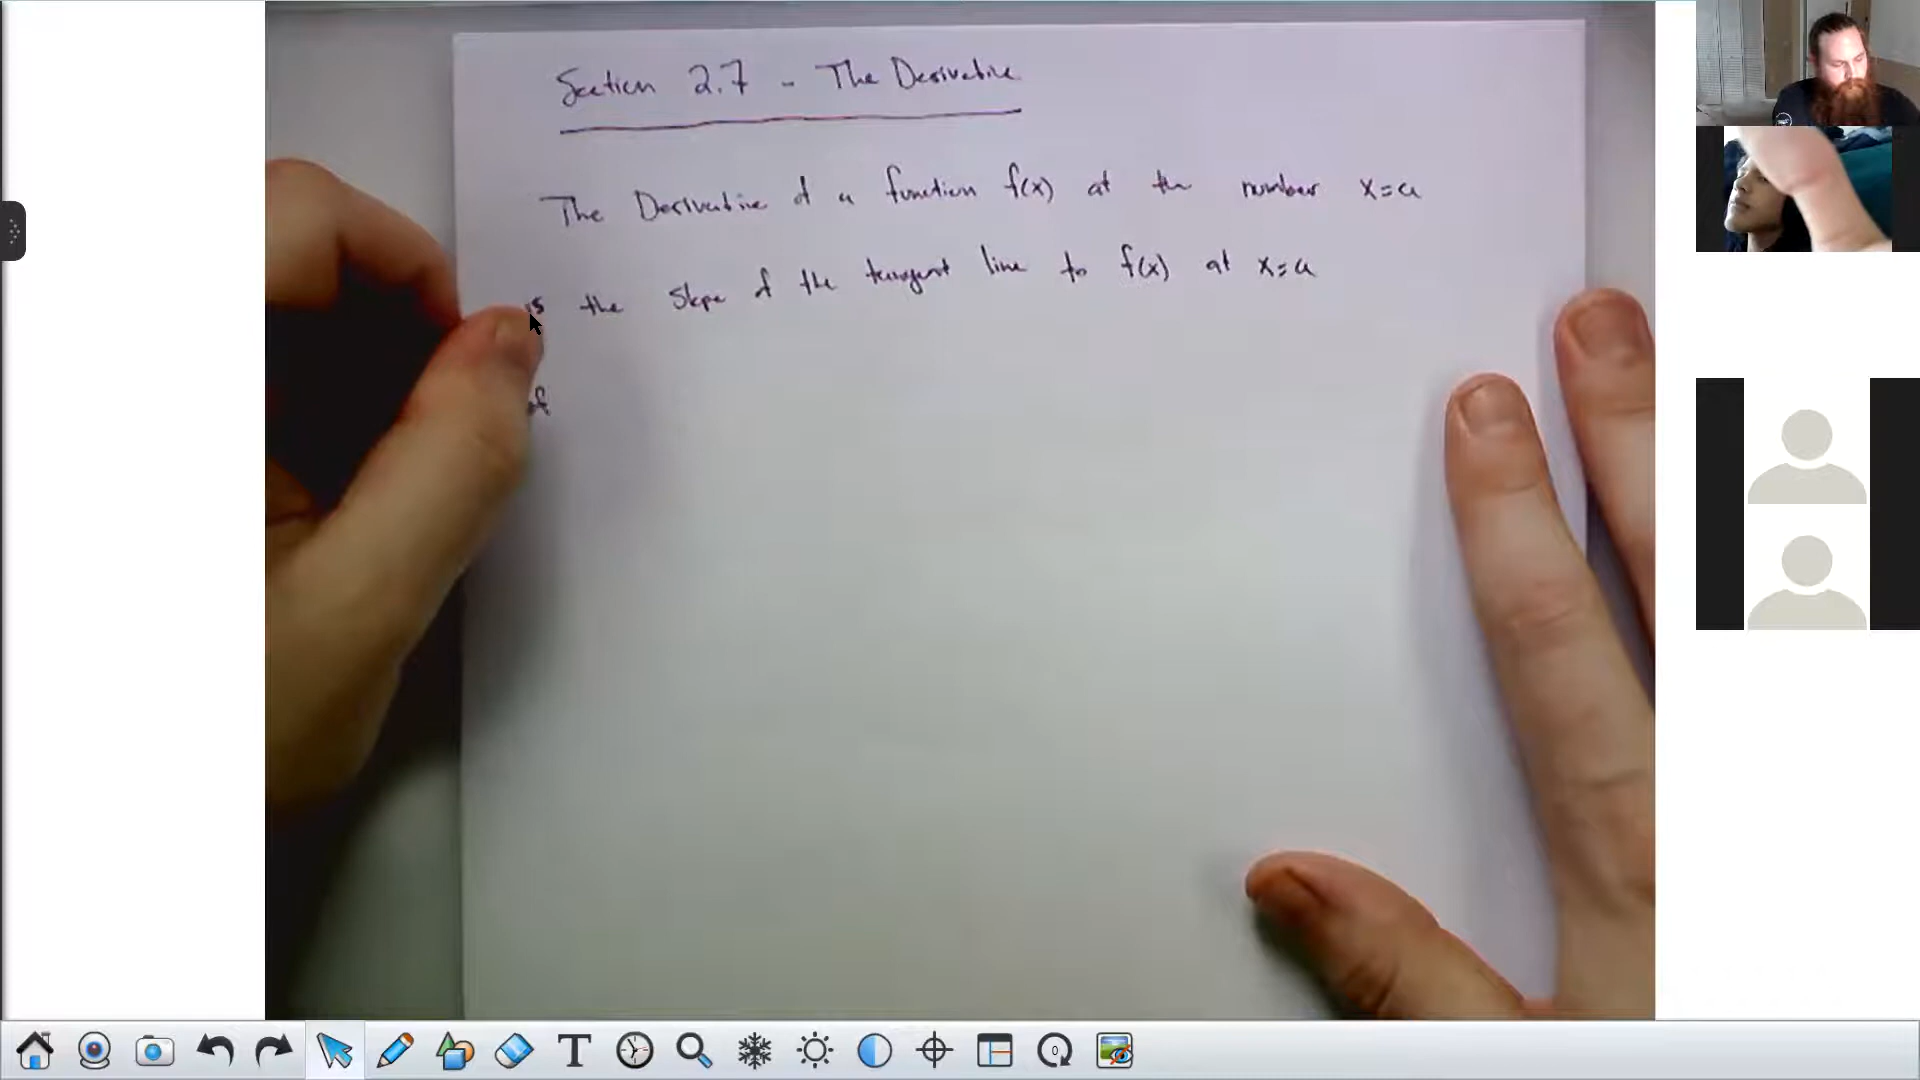 Section 2.7 - The Derivative
The Derivative of a function f(x) at the number x=a
is the slope of the tangent line to f(x) at x=a
of